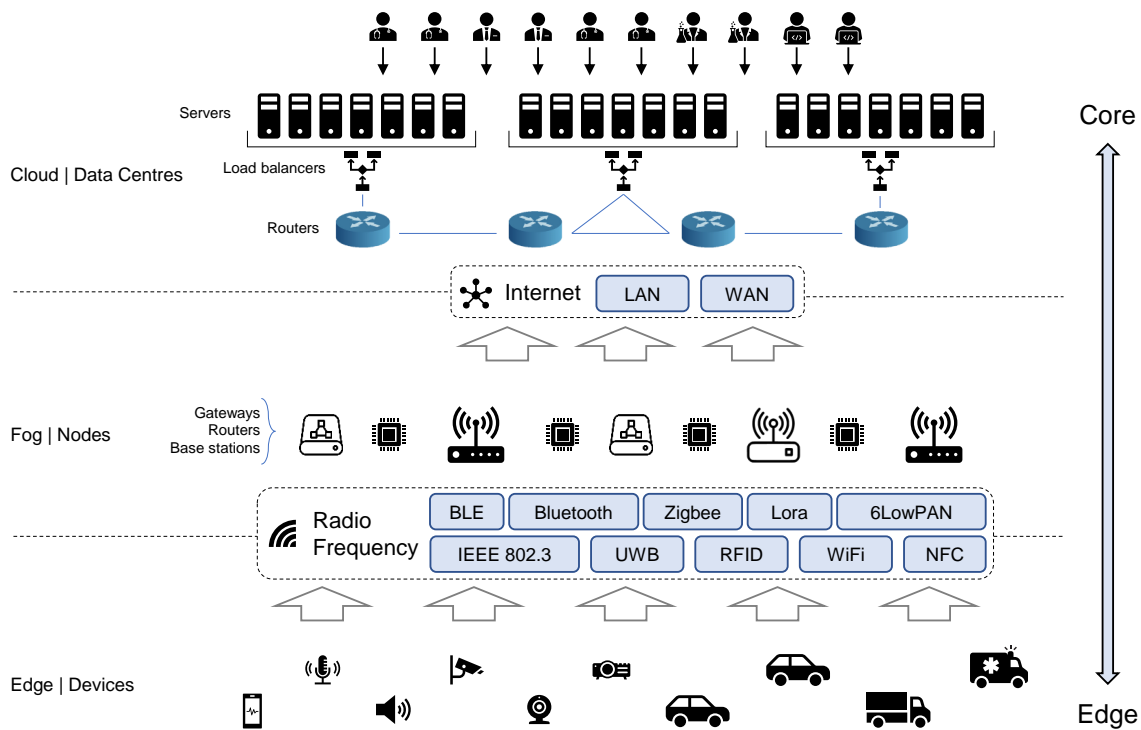 Servers
Core
Load balancers
Cloud | Data Centres
Routers
Internet
LAN
WAN
Gateways
Routers
Base stations
Fog | Nodes
Radio
Frequency
BLE
Bluetooth
Zigbee
Lora
6LowPAN
IEEE 802.3
UWB
RFID
WiFi
NFC
Edge | Devices
Edge